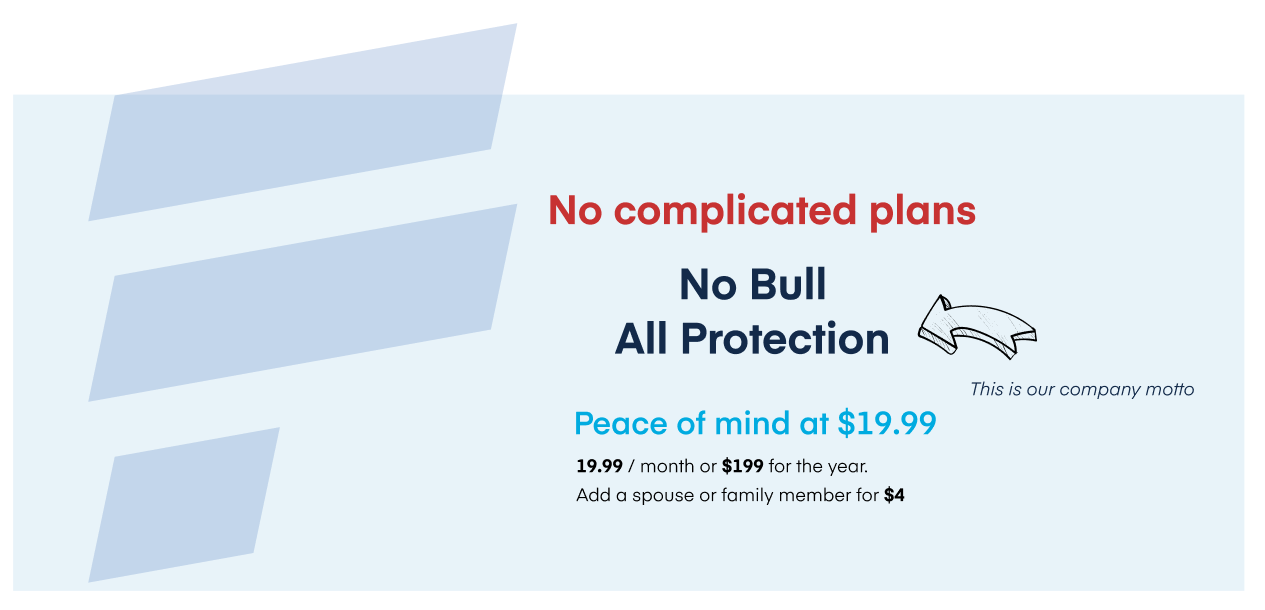 No complicated plans
No Bull
All Protection
This is our company motto
Peace of mind at $19.99
19.99 / month or $199 for the year.
Add a spouse or family member for $4